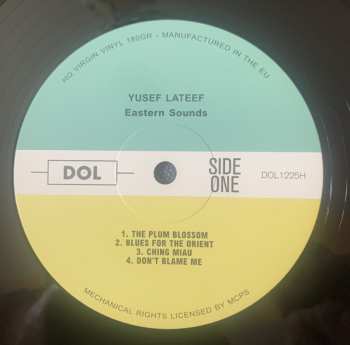 HQ VIRGIN VINYL 180GR - MANUFACTURED IN THE EU
YUSEF LATEEF
Eastern Sounds
DOL
SIDE
ONE
DOL1225H
1. THE PLUM BLOSSOM
2. BLUES FOR THE ORIENT
3. CHING MIAU
4. DON'T BLAME ME
MECHANICAL RIGHTS LICENSED BY MCPS